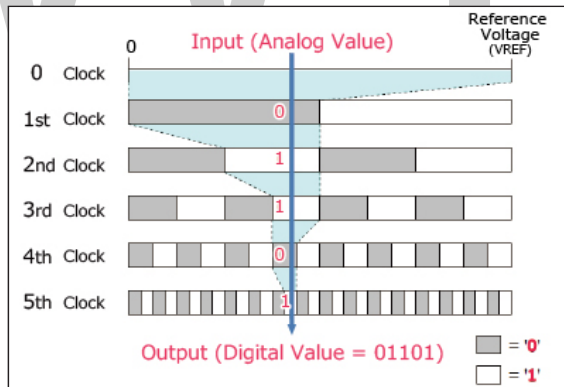 Reference
Voltage
(VREF)
0
Input (Analog Value)
0 Clock
1st Clock
0
2nd Clock
1
3rd Clock
1
4th Clock
0
5th Clock
1
Output (Digital Value = 01101)
= '0'
= '1'